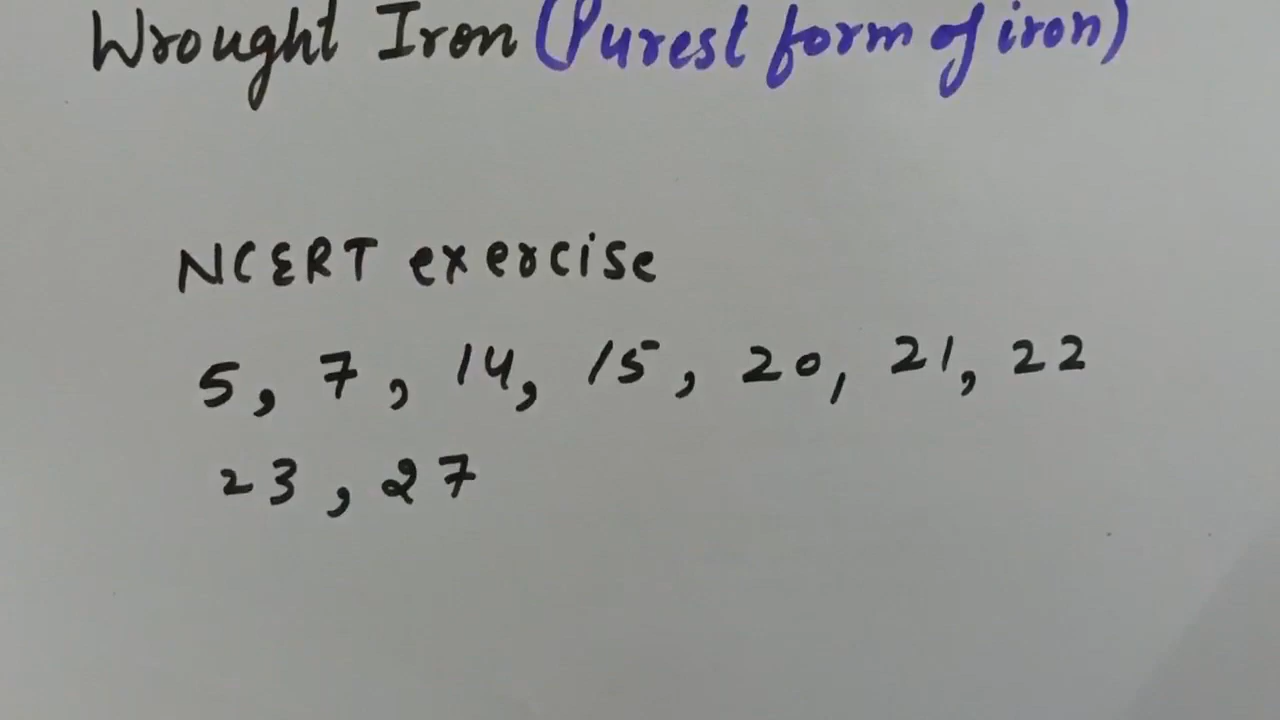 Wrought Iron (Purest form of iron)
NCERT exercise
5, 7, 14, 15, 20, 21, 22
23, 27